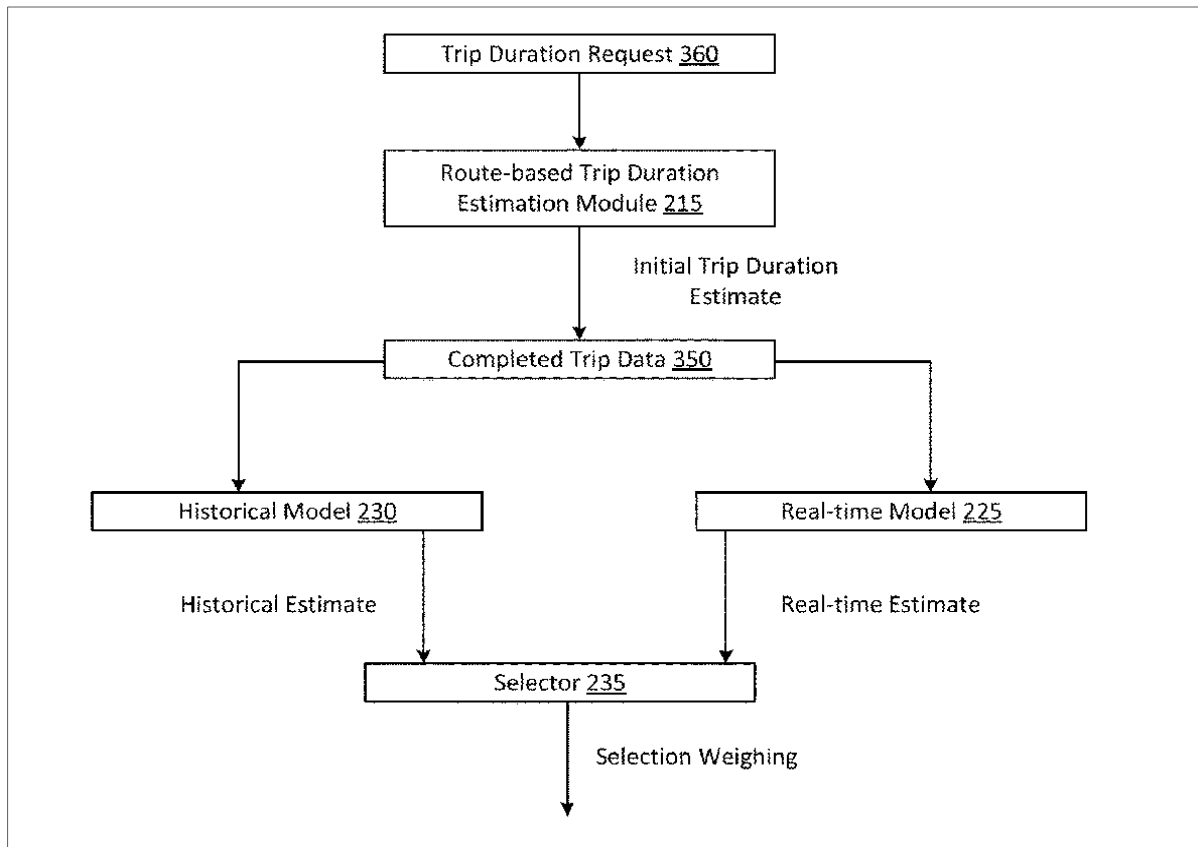 Trip Duration Request 360
Route-based Trip Duration
Estimation Module 215
Initial Trip Duration
Estimate
Completed Trip Data 350
Historical Model 230
Real-time Model 225
Historical Estimate
Real-time Estimate
Selector 235
Selection Weighing